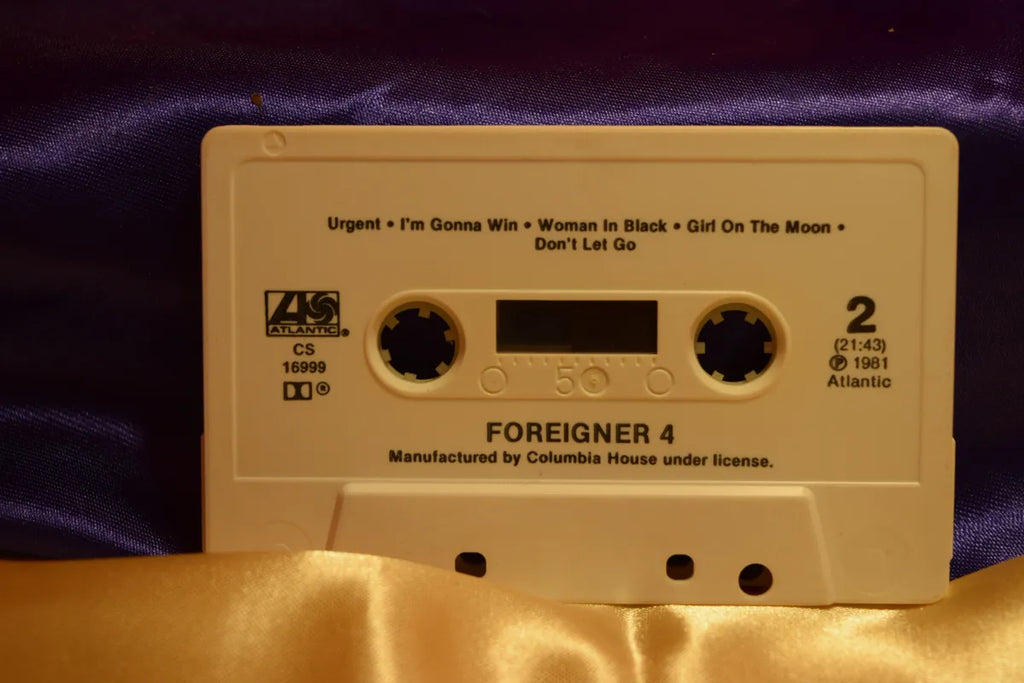 Urgent • I'm Gonna Win • Woman In Black • Girl On The Moon •
Don't Let Go
ATLANTIC®
CS
16999
®
50
2
(21:43)
℗ 1981
Atlantic
FOREIGNER 4
Manufactured by Columbia House under license.